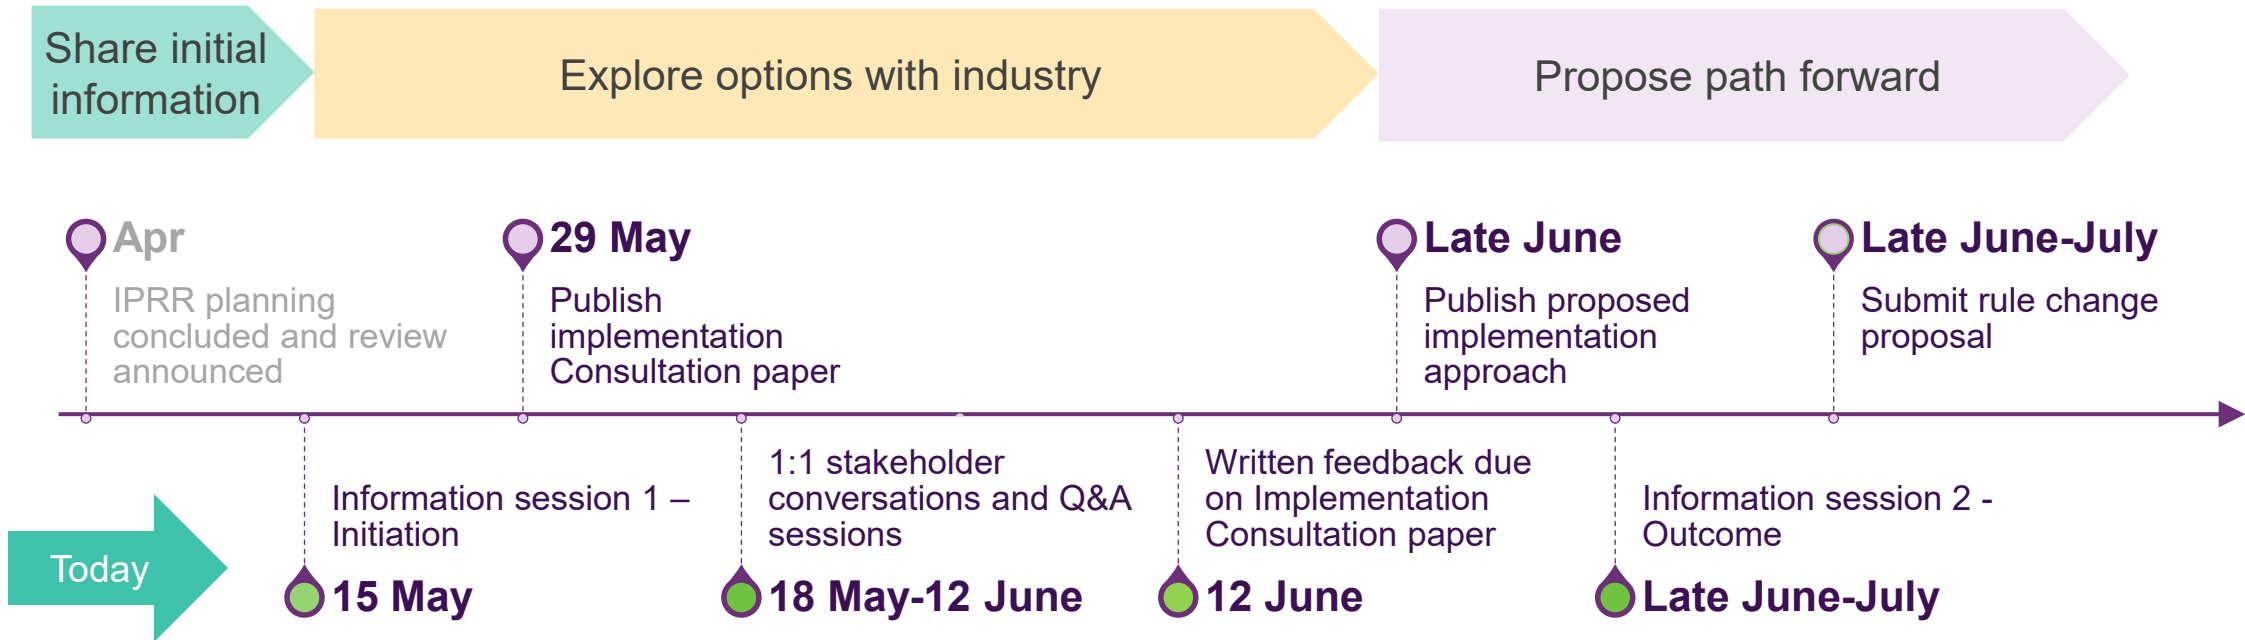 Share initial
information
Explore options with industry
Propose path forward
Apr
IPRR planning
concluded and review
announced
29 May
Publish
implementation
Consultation paper
Late June
Publish proposed
implementation
approach
Late June-July
Submit rule change
proposal
Today
Information session 1 –
Initiation
15 May
1:1 stakeholder
conversations and Q&A
sessions
18 May-12 June
Written feedback due
on Implementation
Consultation paper
12 June
Information session 2 -
Outcome
Late June-July